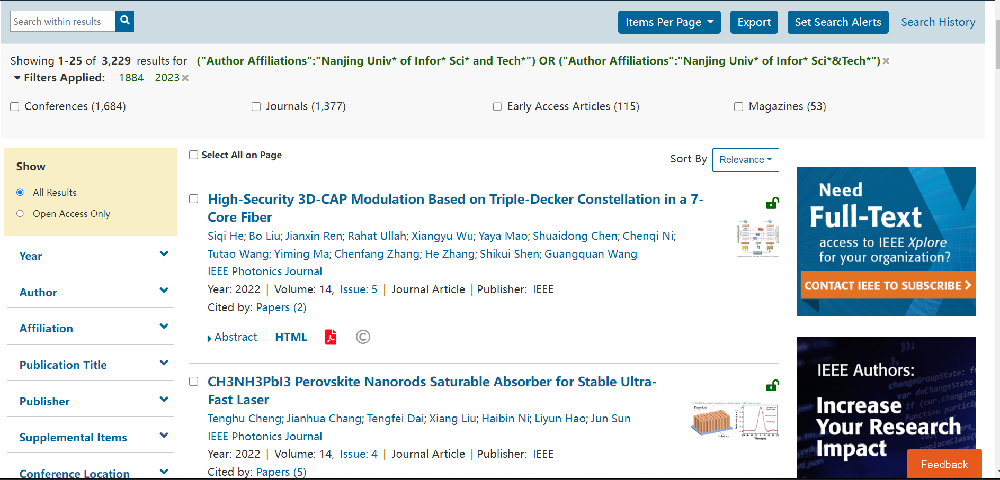 Search within results
Items Per Page
Export
Set Search Alerts
Search History
Showing 1-25 of 3,229 results for ("Author Affiliations":"Nanjing Univ* of Infor* Sci* and Tech*") OR ("Author Affiliations":"Nanjing Univ* of Infor* Sci*&Tech*")
Filters Applied: 1884 - 2023
Conferences (1,684)
Journals (1,377)
Early Access Articles (115)
Magazines (53)
Show
All Results
Open Access Only
Year
Author
Affiliation
Publication Title
Publisher
Supplemental Items
Conference Location
Select All on Page
Sort By Relevance
High-Security 3D-CAP Modulation Based on Triple-Decker Constellation in a 7-
Core Fiber
Siqi He; Bo Liu; Jianxin Ren; Rahat Ullah; Xiangyu Wu; Yaya Mao; Shuaidong Chen; Chenqi Ni;
Tutao Wang; Yiming Ma; Chenfang Zhang; He Zhang; Shikui Shen; Guangquan Wang
IEEE Photonics Journal
Year: 2022 | Volume: 14, Issue: 5 | Journal Article | Publisher: IEEE
Cited by: Papers (2)
Abstract
HTML
©
CH3NH3PbI3 Perovskite Nanorods Saturable Absorber for Stable Ultra-
Fast Laser
Tenghu Cheng; Jianhua Chang; Tengfei Dai; Xiang Liu; Haibin Ni; Liyun Hao; Jun Sun
IEEE Photonics Journal
Year: 2022 | Volume: 14, Issue: 4 | Journal Article | Publisher: IEEE
Cited by: Papers (5)
Perovskite
Substrate
Time(ps)
Need
Full-Text
access to IEEE Xplore
for your organization?
CONTACT IEEE TO SUBSCRIBE
IEEE Authors:
Increase
Your Research
Impact
Feedback